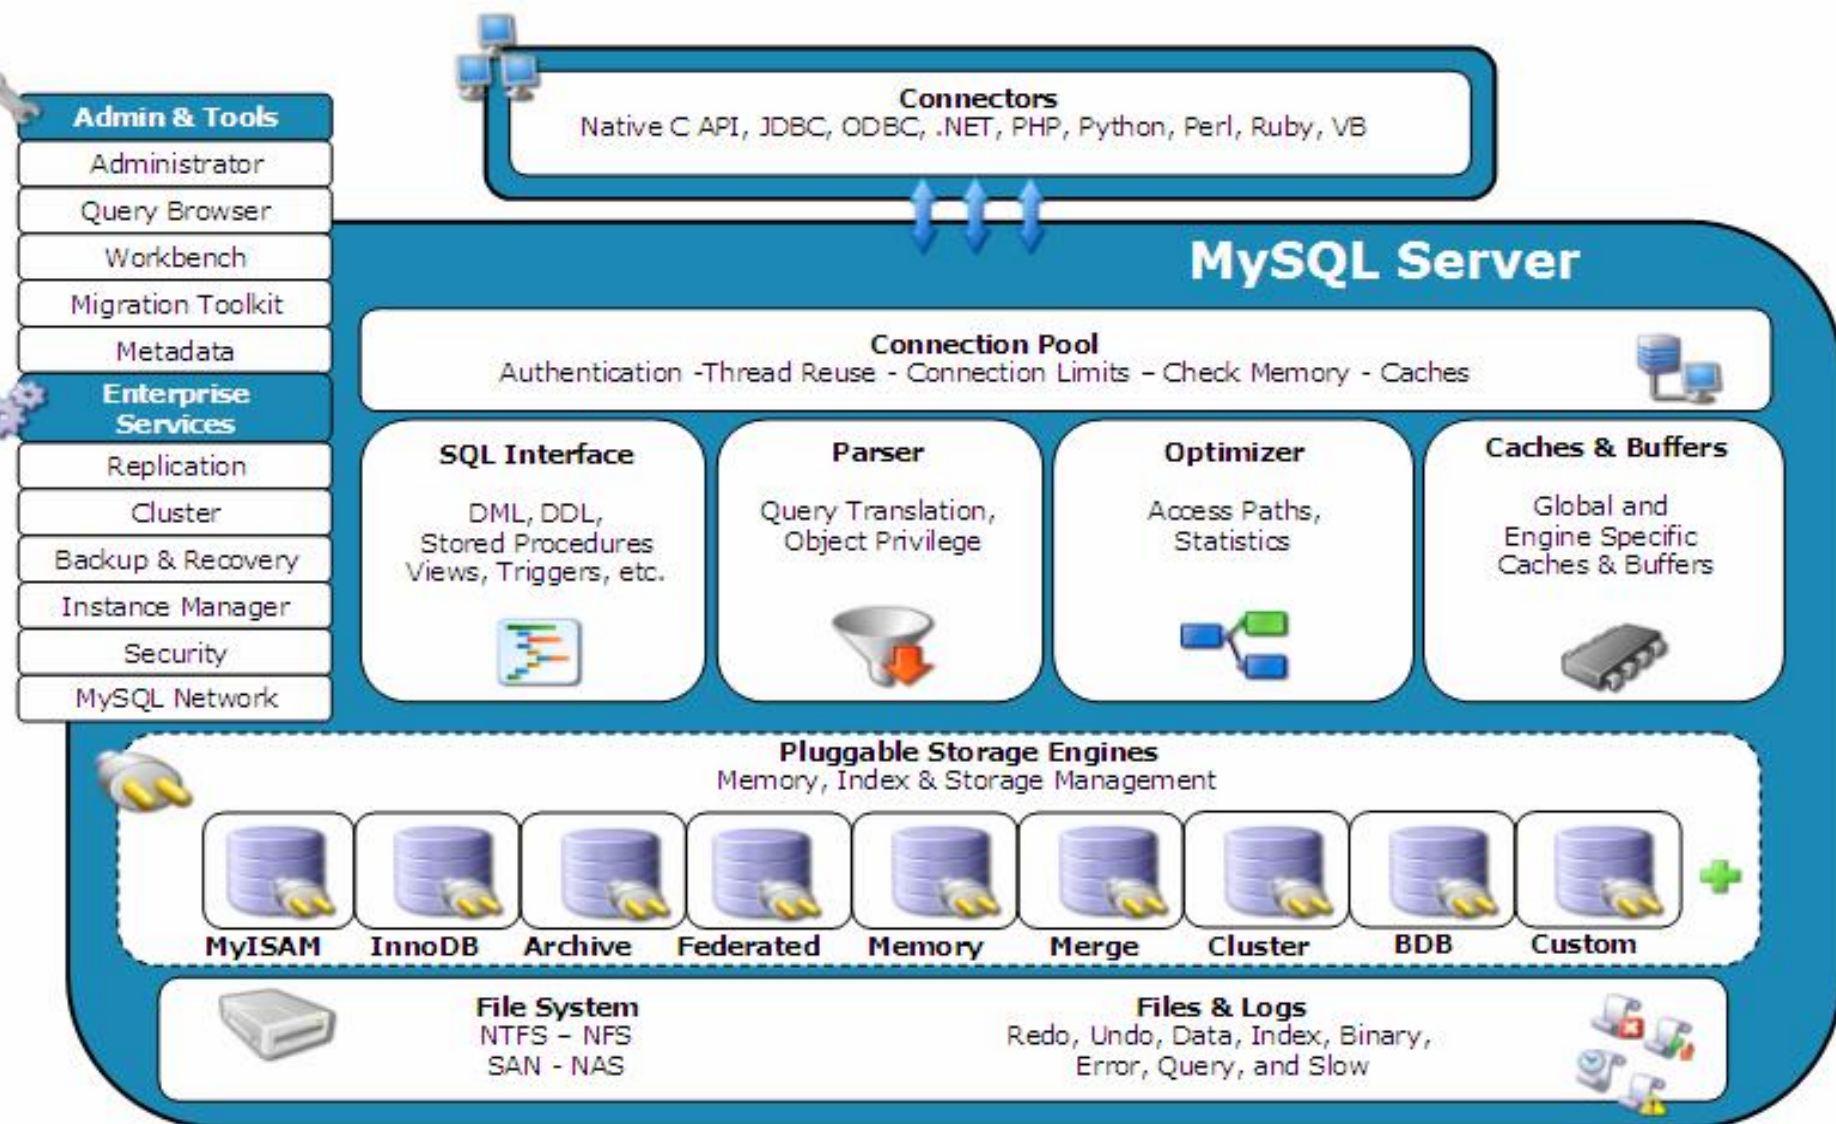 Connectors
Native C API, JDBC, ODBC, .NET, PHP, Python, Perl, Ruby, VB
Admin & Tools
Administrator
Query Browser
Workbench
Migration Toolkit
Metadata
Enterprise
Services
Replication
Cluster
Backup & Recovery
Instance Manager
Security
MySQL Network
MySQL Server
Connection Pool
Authentication -Thread Reuse - Connection Limits – Check Memory - Caches
SQL Interface
DML, DDL,
Stored Procedures
Views, Triggers, etc.
Parser
Query Translation,
Object Privilege
Optimizer
Access Paths,
Statistics
Caches & Buffers
Global and
Engine Specific
Caches & Buffers
Pluggable Storage Engines
Memory, Index & Storage Management
MyISAM
InnoDB
Archive
Federated
Memory
Merge
Cluster
BDB
Custom
File System
NTFS – NFS
SAN - NAS
Files & Logs
Redo, Undo, Data, Index, Binary,
Error, Query, and Slow